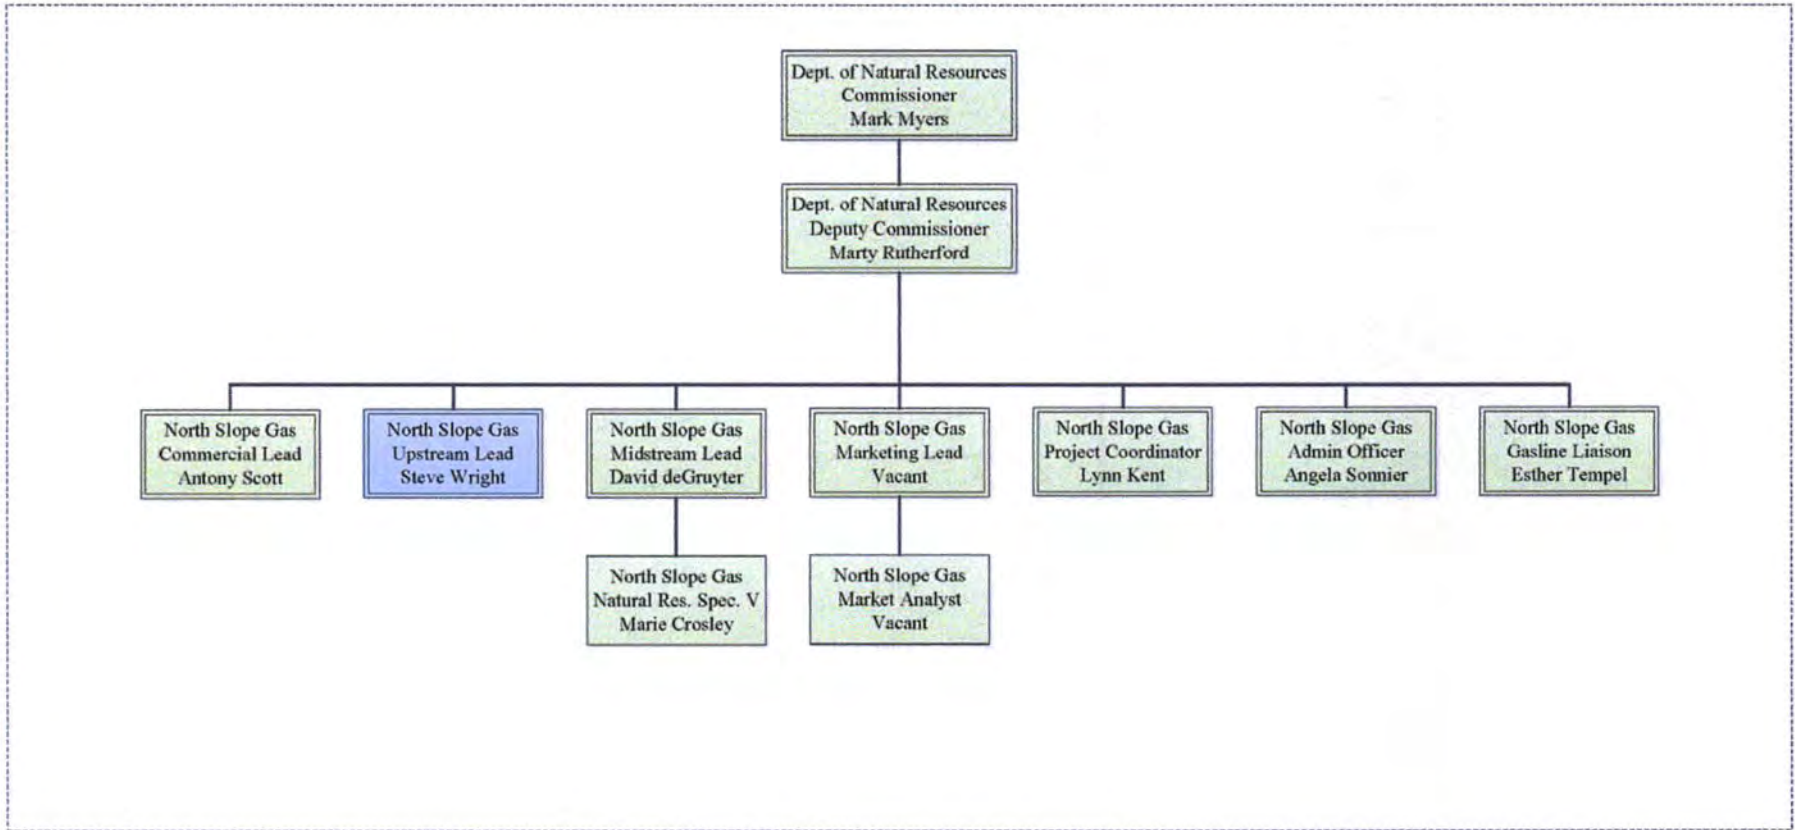 Dept. of Natural Resources
Commissioner
Mark Myers
Dept. of Natural Resources
Deputy Commissioner
Marty Rutherford
North Slope Gas
Commercial Lead
Antony Scott
North Slope Gas
Upstream Lead
Steve Wright
North Slope Gas
Midstream Lead
David deGruyter
North Slope Gas
Marketing Lead
Vacant
North Slope Gas
Project Coordinator
Lynn Kent
North Slope Gas
Admin Officer
Angela Sonnier
North Slope Gas
Gasline Liaison
Esther Tempel
North Slope Gas
Natural Res. Spec. V
Marie Crosley
North Slope Gas
Market Analyst
Vacant